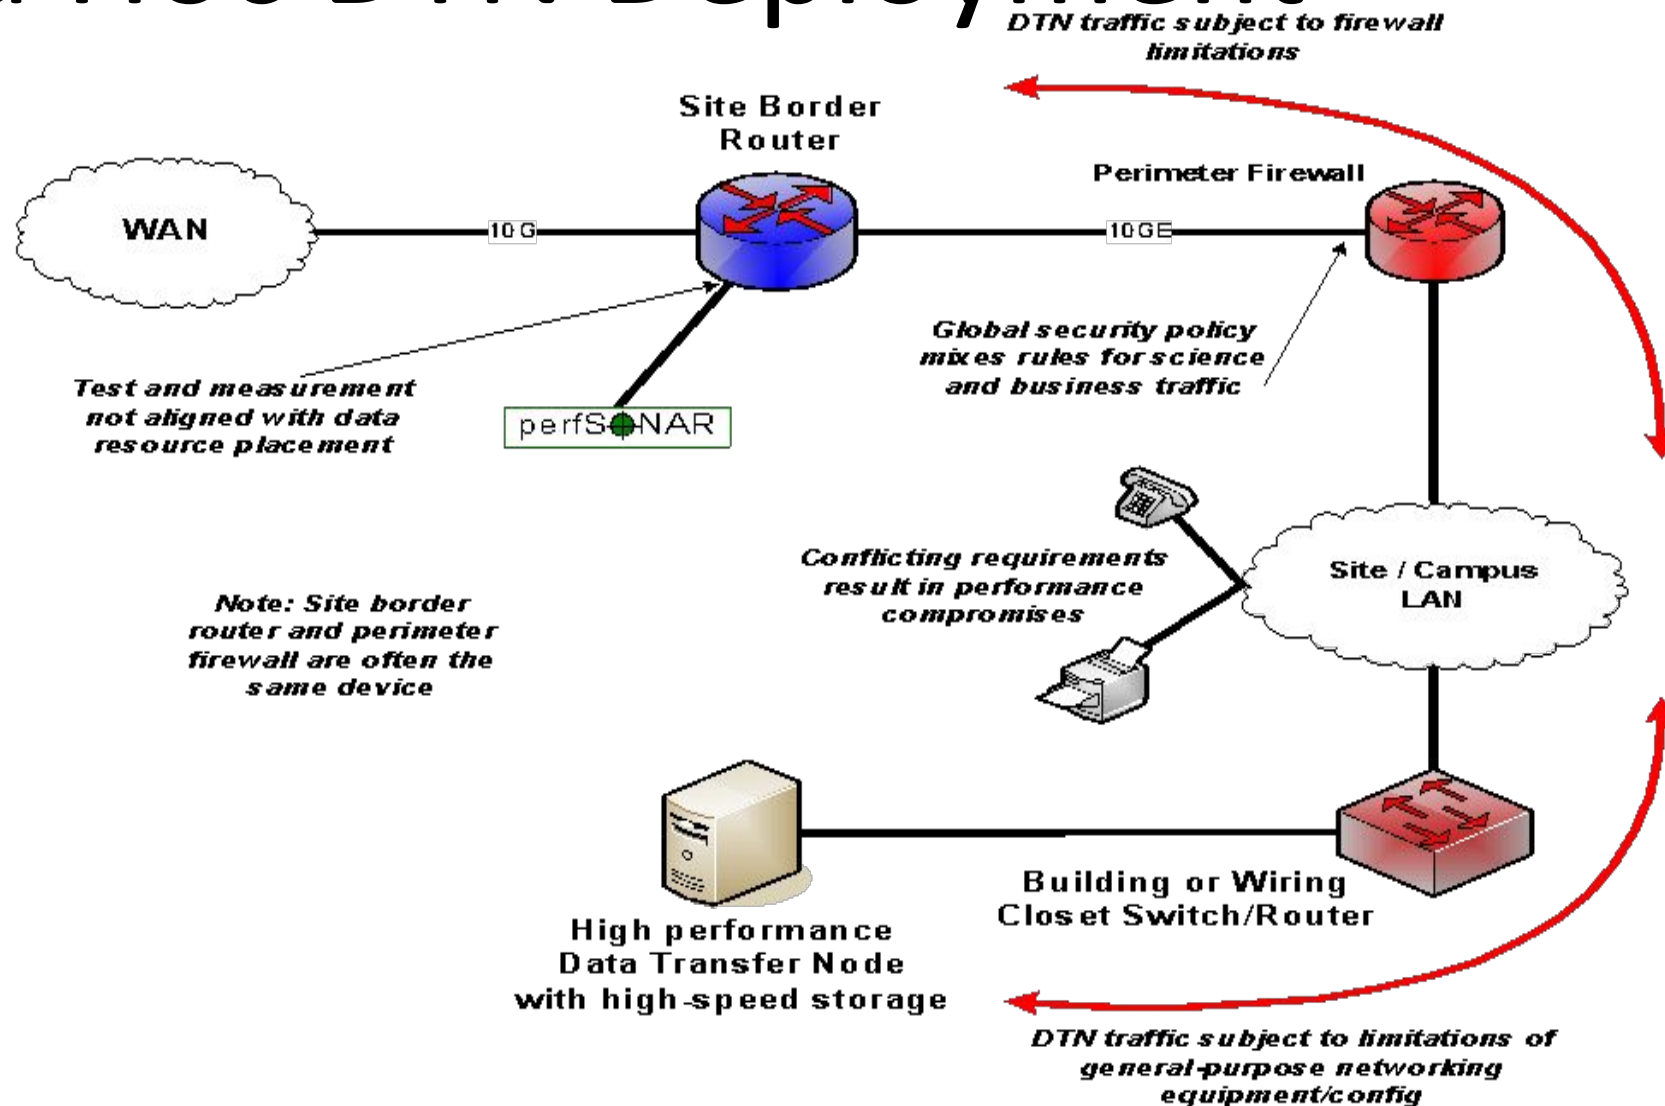 Hoc DTN Deployment
DTN traffic subject to firewall
limitations
Site Border
Router
Perimeter Firewall
WAN
10G
10GE
Global security policy
mixes rules for science
and business traffic
Test and measurement
not aligned with data
resource placement
perfSONAR
Conflicting requirements
result in performance
compromises
Site / Campus
LAN
Note: Site border
router and perimeter
firewall are often the
same device
Building or Wiring
Closet Switch/Router
High performance
Data Transfer Node
with high-speed storage
DTN traffic subject to limitations of
general-purpose networking
equipment/config